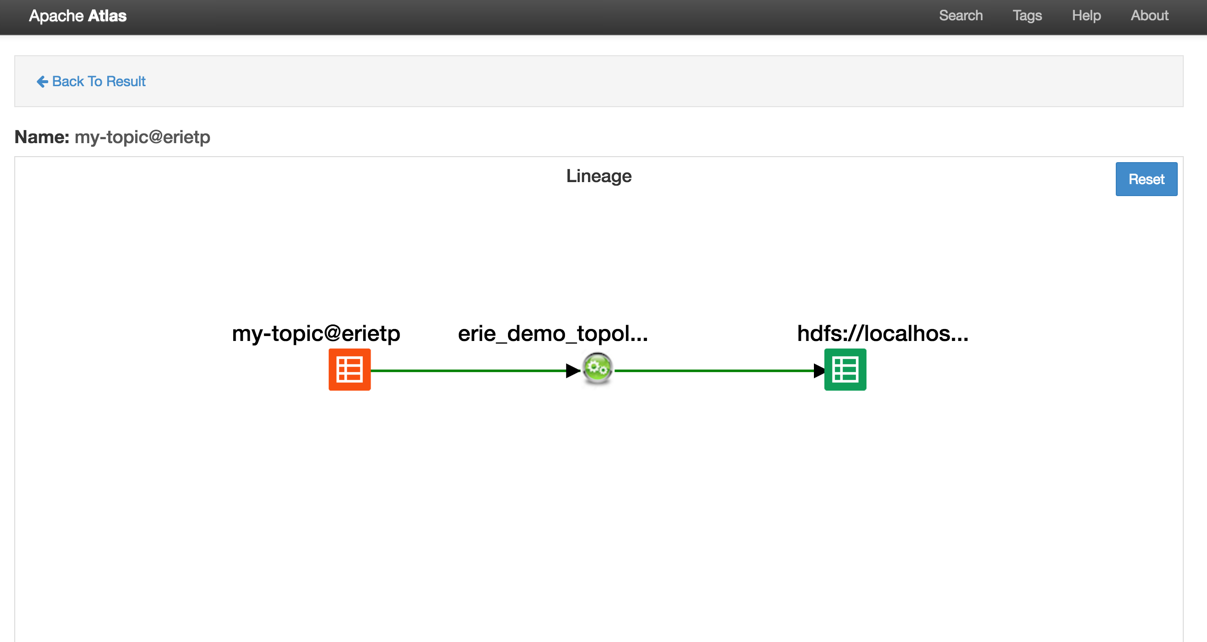 Apache Atlas Search Tags Help About
Back To Result
Name: my-topic@erietp
Lineage
Reset
my-topic@erietp erie_demo_topol... hdfs://localhos...